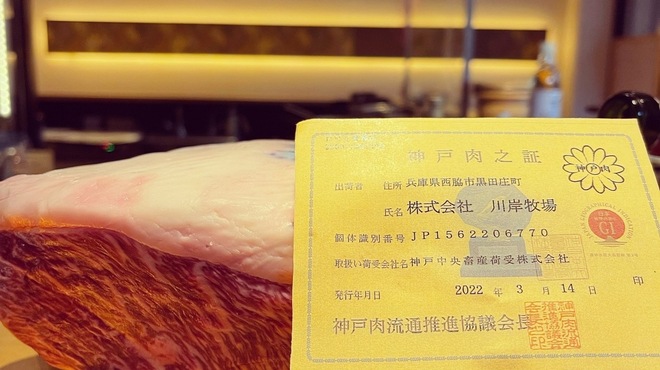 神戸肉之証
神戸肉
出荷者 住所 兵庫県西脇市黒田庄町
氏名 株式会社 川岸牧場
個体識別番号 JP1562206770
取扱い荷受会社名 神戸中央畜産荷受株式会社
発行年月日 2022 年 3 月 14 日 印
神戸肉流通推進協議会長
GI